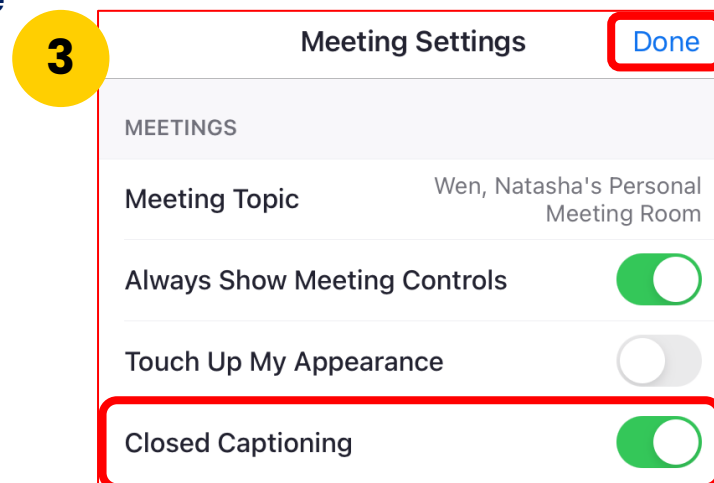 3
Meeting Settings
Done
MEETINGS
Meeting Topic
Wen, Natasha's Personal
Meeting Room
Always Show Meeting Controls
Touch Up My Appearance
Closed Captioning